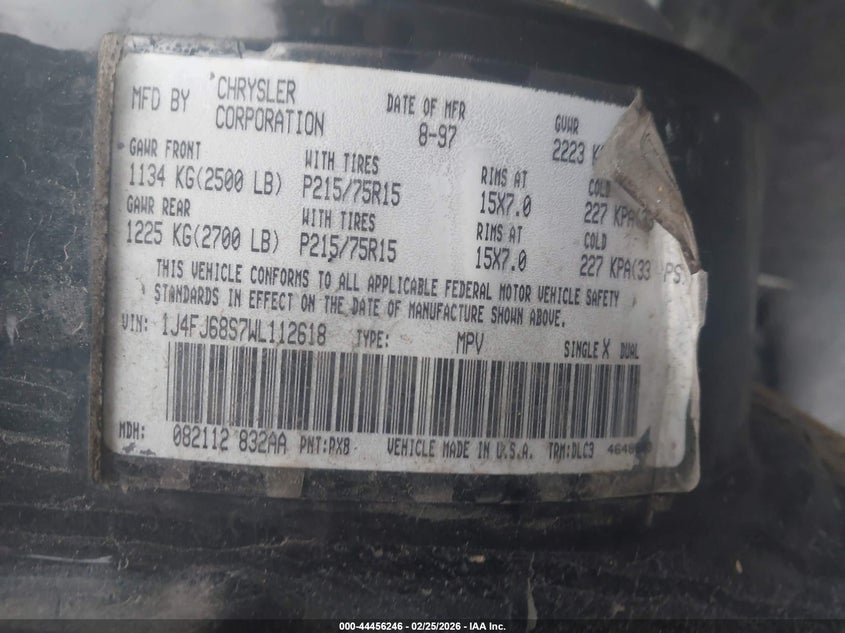 MFD BY CHRYSLER CORPORATION DATE OF MFR 8-97 GVWR 2223
GAWR FRONT WITH TIRES RIMS AT COLD
1134 KG(2500 LB) P215/75R15 15X7.0 227 KPA(33
GAWR REAR WITH TIRES RIMS AT COLD
1225 KG(2700 LB) P215/75R15 15X7.0 227 KPA(33 PS
THIS VEHICLE CONFORMS TO ALL APPLICABLE FEDERAL MOTOR VEHICLE SAFETY
STANDARDS IN EFFECT ON THE DATE OF MANUFACTURE SHOWN ABOVE.
VIN: 1J4FJ68S7WL112618 TYPE: MPV SINGLE X DUAL
MDH: 082112 832AA PNT:PX8 VEHICLE MADE IN U.S.A. TRM:DLC3
000-44456246 - 02/25/2026 - IAA Inc.